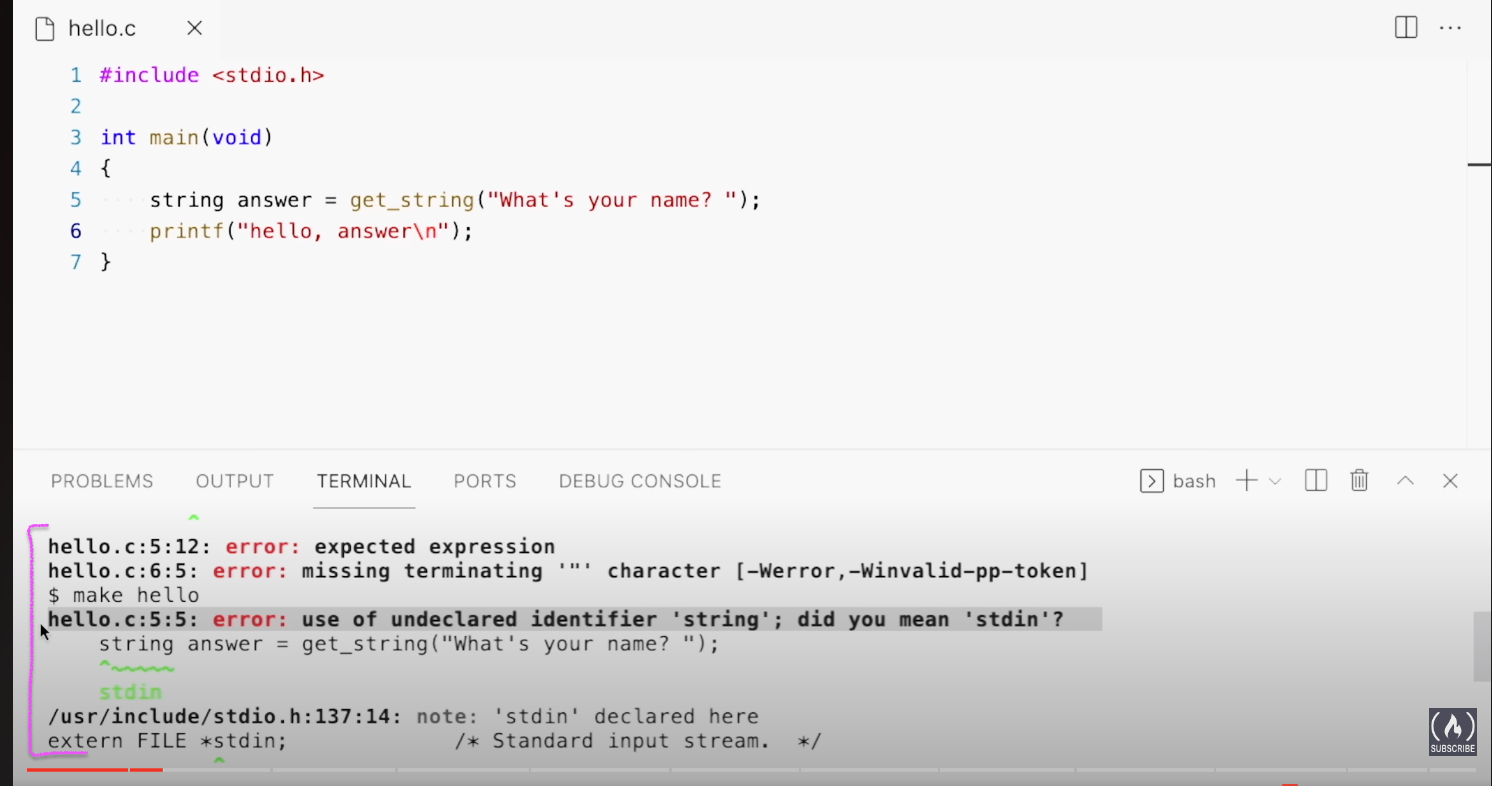 hello.c
1 #include <stdio.h>
2
3 int main(void)
4 {
5     string answer = get_string("What's your name? ");
6     printf("hello, answer\n");
7 }
PROBLEMS OUTPUT TERMINAL PORTS DEBUG CONSOLE bash
^
hello.c:5:12: error: expected expression
hello.c:6:5: error: missing terminating '"' character [-Werror,-Winvalid-pp-token]
$ make hello
hello.c:5:5: error: use of undeclared identifier 'string'; did you mean 'stdin'?
    string answer = get_string("What's your name? ");
    ^~~~~~
    stdin
/usr/include/stdio.h:137:14: note: 'stdin' declared here
extern FILE *stdin;             /* Standard input stream.  */
             ^
SUBSCRIBE